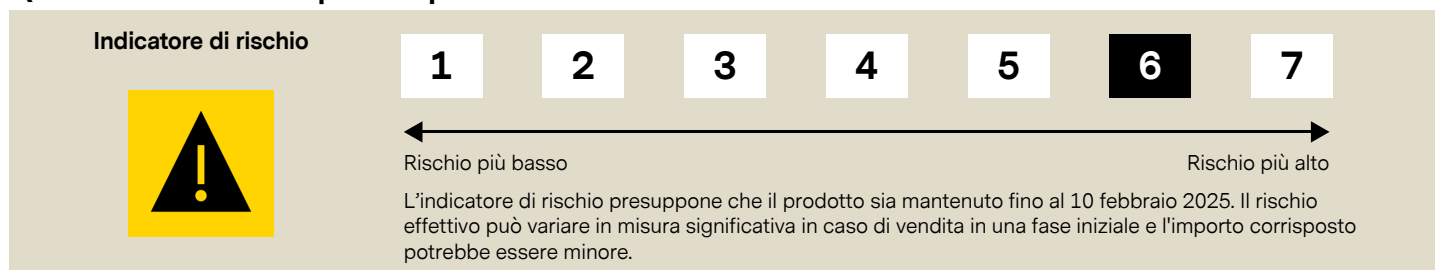 Indicatore di rischio
1 2 3 4 5 6 7
Rischio più basso Rischio più alto
L'indicatore di rischio presuppone che il prodotto sia mantenuto fino al 10 febbraio 2025. Il rischio
effettivo può variare in misura significativa in caso di vendita in una fase iniziale e l'importo corrisposto
potrebbe essere minore.